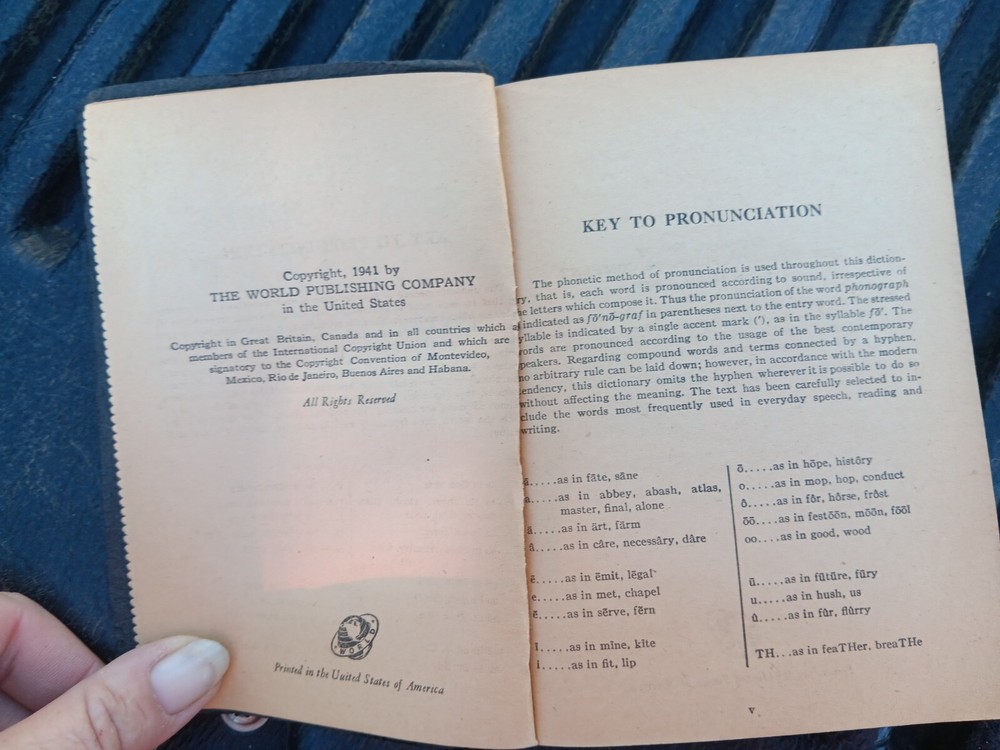 Copyright, 1941 by
THE WORLD PUBLISHING COMPANY
in the United States
Copyright in Great Britain, Canada and in all countries which a
members of the International Copyright Union and which are
signatory to the Copyright Convention of Montevideo,
Mexico, Rio de Janeiro, Buenos Aires and Habana.
All Rights Reserved
WORLD
Printed in the United States of America
KEY TO PRONUNCIATION
The phonetic method of pronunciation is used throughout this diction-
ry, that is, each word is pronounced according to sound, irrespective of
e letters which compose it. Thus the pronunciation of the word phonograph
indicated as fō'nō-graf in parentheses next to the entry word. The stressed
yllable is indicated by a single accent mark ('), as in the syllable fō'. The
ords are pronounced according to the usage of the best contemporary
peakers. Regarding compound words and terms connected by a hyphen,
no arbitrary rule can be laid down; however, in accordance with the modern
endency, this dictionary omits the hyphen wherever it is possible to do so
without affecting the meaning. The text has been carefully selected to in-
clude the words most frequently used in everyday speech, reading and
writing.
ā.....as in fāte, sāne
a.....as in abbey, abash, atlas,
master, final, alone
ä.....as in ärt, färm
â.....as in câre, necessâry, dâre
ē.....as in ēmit, lēgal
e.....as in met, chapel
ẽ.....as in sẽrve, fẽrn
ī.....as in mīne, kīte
i.....as in fit, lip
ō.....as in hōpe, histōry
o.....as in mop, hop, conduct
ô.....as in fôr, hôrse, frôst
ōō....as in festōōn, mōōn, fōōl
oo....as in good, wood
ū.....as in fūtūre, fūry
u.....as in hush, us
û.....as in fûr, flûrry
TH...as in feaTHer, breaTHe
v